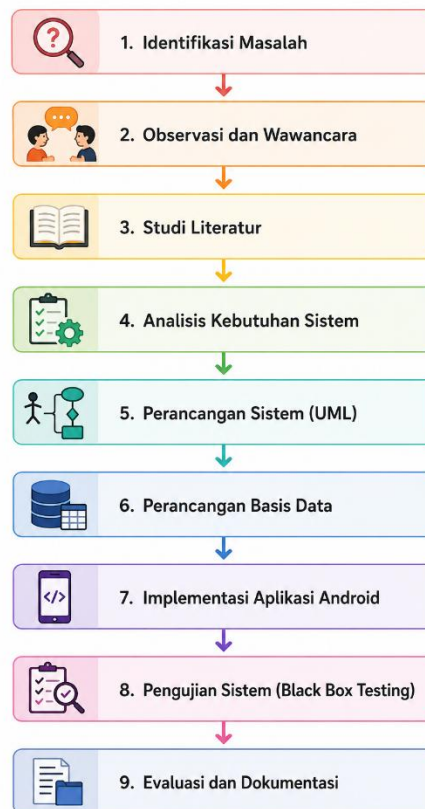 ?
1. Identifikasi Masalah
2. Observasi dan Wawancara
3. Studi Literatur
4. Analisis Kebutuhan Sistem
5. Perancangan Sistem (UML)
6. Perancangan Basis Data
</>
7. Implementasi Aplikasi Android
8. Pengujian Sistem (Black Box Testing)
9. Evaluasi dan Dokumentasi